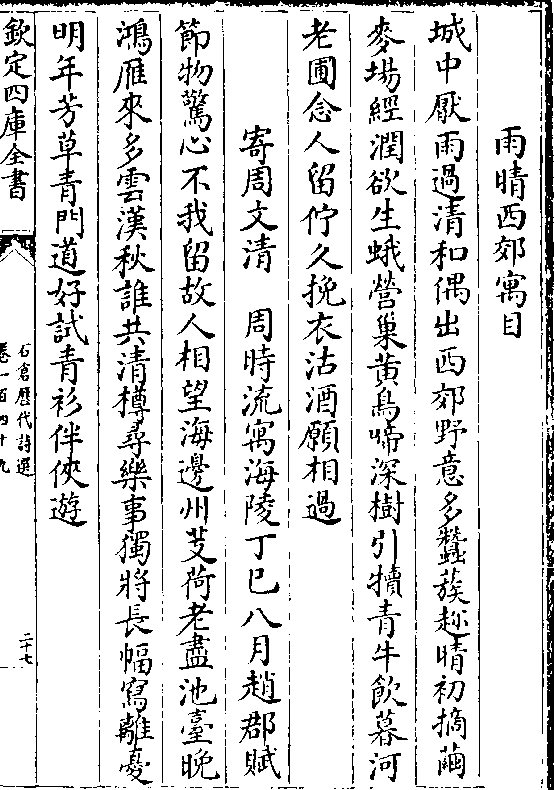 雨晴西郊寓目
城中厭雨過清和偶出西郊野意多蠶蔟趂晴初摘繭
麥場經潤欲生蛾營巢黄鳥啼深樹引犢青牛飲暮河
老圃念人留佇久挽衣沽酒願相過
寄周文清　周時流寓海陵丁巳八月趙郡賦
節物驚心不我留故人相望海邊州芰荷老盡池臺晚
鴻雁來多雲漢秋誰共清樽尋樂事獨將長幅寫離憂
明年芳草青門道好試青衫伴俠遊
欽定四庫全書
石倉歷代詩選
卷一百四十九
二十七